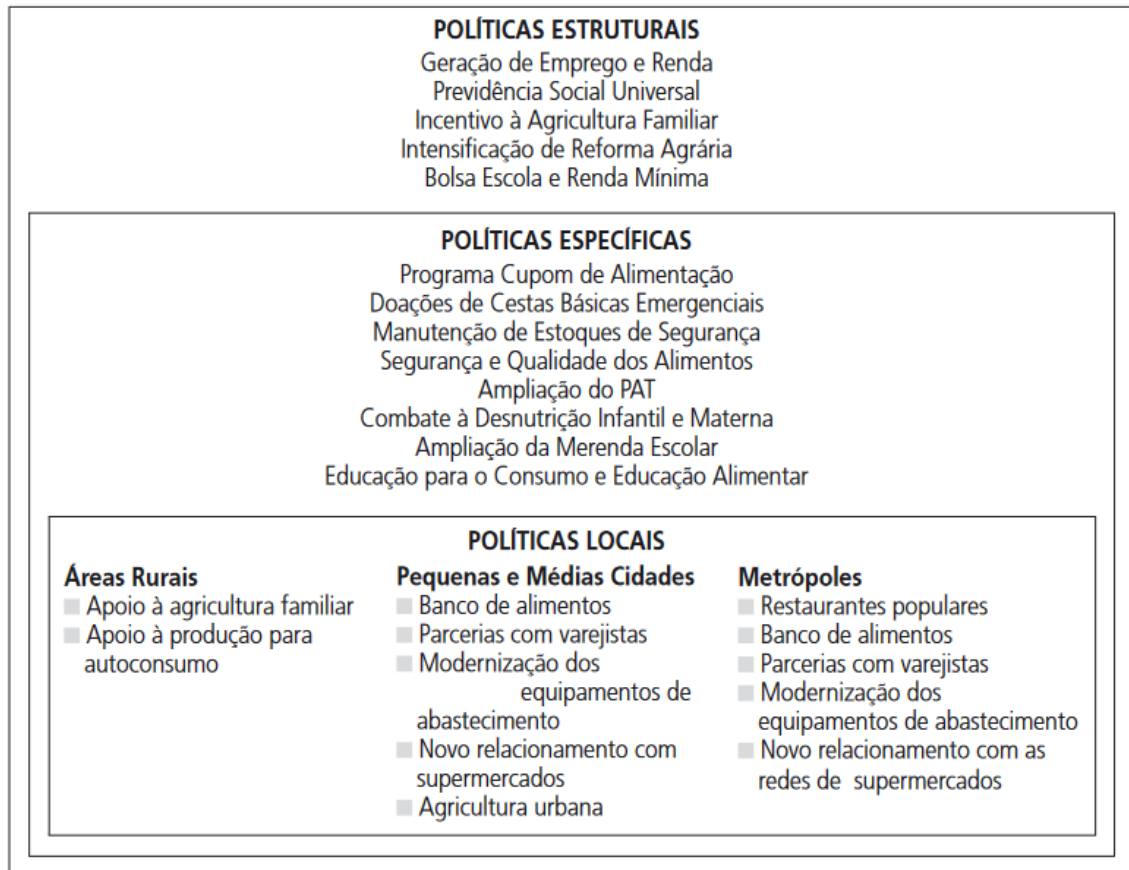 POLÍTICAS ESTRUTURAIS
Geração de Emprego e Renda
Previdência Social Universal
Incentivo à Agricultura Familiar
Intensificação de Reforma Agrária
Bolsa Escola e Renda Mínima
POLÍTICAS ESPECÍFICAS
Programa Cupom de Alimentação
Doações de Cestas Básicas Emergenciais
Manutenção de Estoques de Segurança
Segurança e Qualidade dos Alimentos
Ampliação do PAT
Combate à Desnutrição Infantil e Materna
Ampliação da Merenda Escolar
Educação para o Consumo e Educação Alimentar
POLÍTICAS LOCAIS
Áreas Rurais
Apoio à agricultura familiar
Apoio à produção para
autoconsumo
Pequenas e Médias Cidades
Banco de alimentos
Parcerias com varejistas
Modernização dos
equipamentos de
abastecimento
Novo relacionamento com
supermercados
Agricultura urbana
Metrópoles
Restaurantes populares
Banco de alimentos
Parcerias com varejistas
Modernização dos
equipamentos de abastecimento
Novo relacionamento com as
redes de supermercados